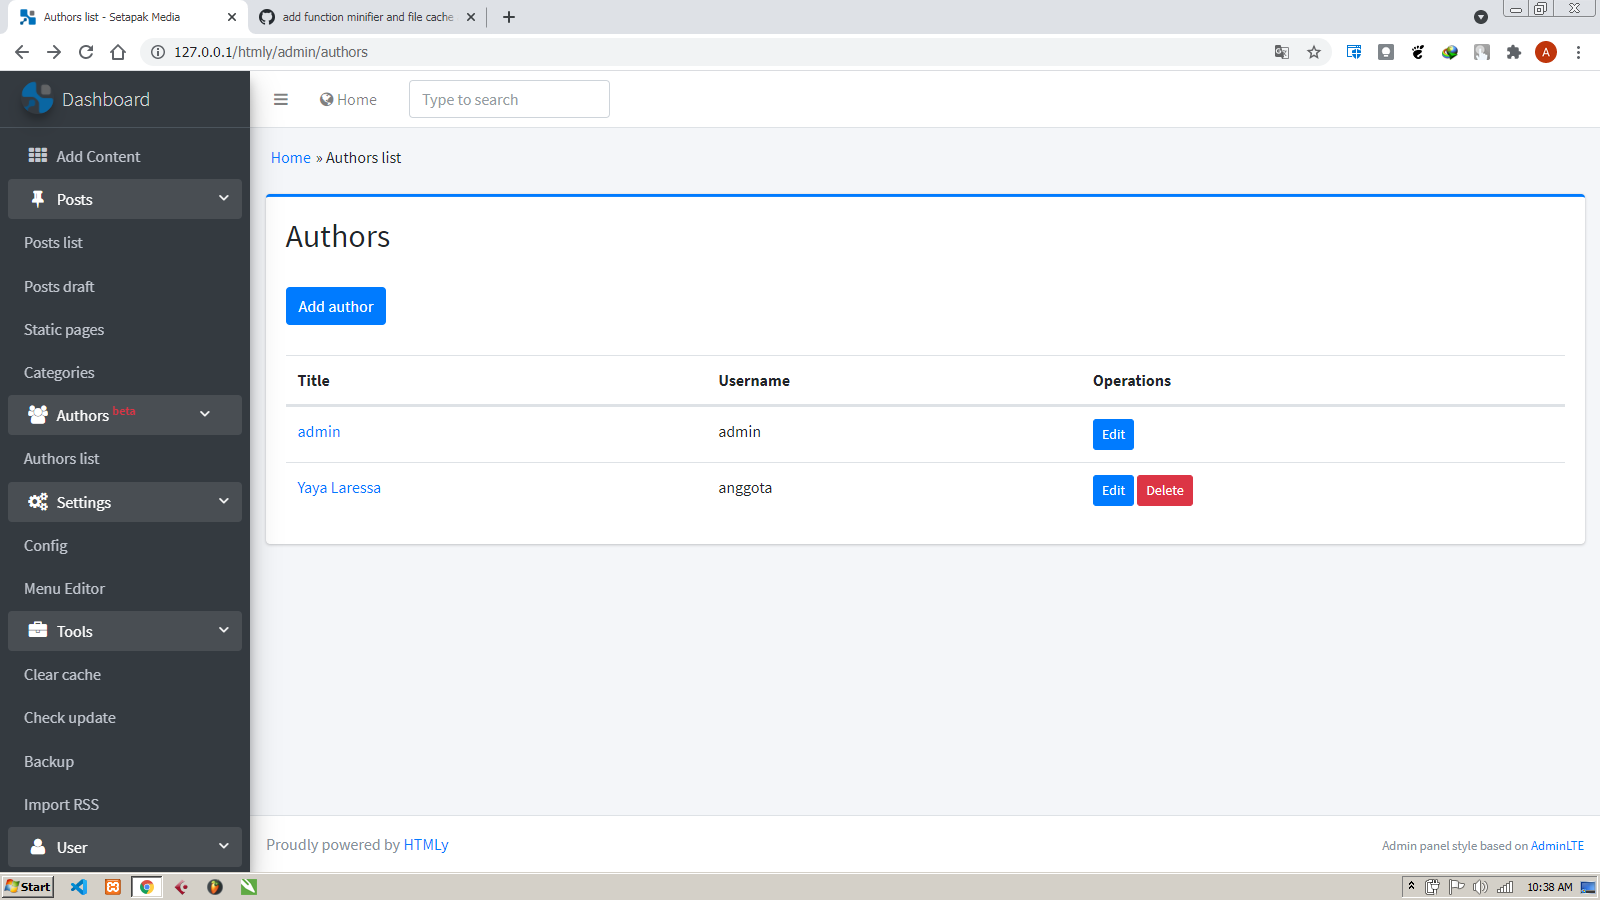 Authors list - Setapak Media
add function minifier and file cache
127.0.0.1/htmly/admin/authors
A
Dashboard
Home
Type to search
Add Content
Posts
Posts list
Posts draft
Static pages
Categories
Authors beta
Authors list
Settings
Config
Menu Editor
Tools
Clear cache
Check update
Backup
Import RSS
User
Home » Authors list
Authors
Add author
Title Username Operations
admin admin Edit
Yaya Laressa anggota Edit Delete
Proudly powered by HTMLy
Admin panel style based on AdminLTE
Start
10:38 AM